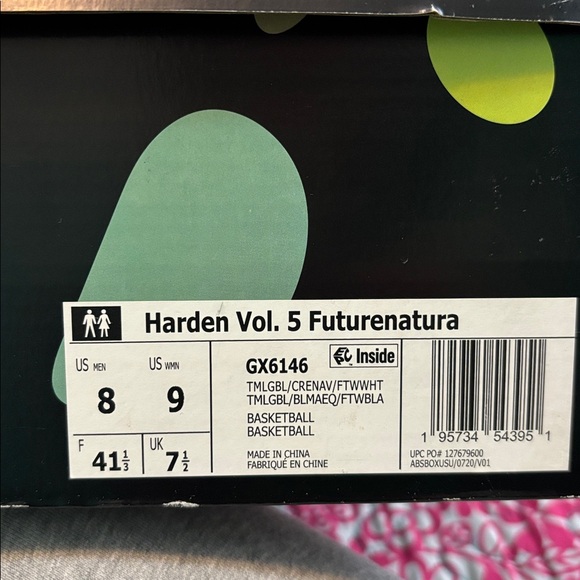 Harden Vol. 5 Futurenatura
US MEN
8
US WMN
9
F
41 1/3
UK
7 1/2
GX6146
Inside
TMLGBL/CRENAV/FTWWHT
TMLGBL/BLMAEQ/FTWBLA
BASKETBALL
BASKETBALL
MADE IN CHINA
FABRIQUÉ EN CHINE
1 95734 54395 1
UPC PO# 127679600
ABSBOXUSU/0720/V01